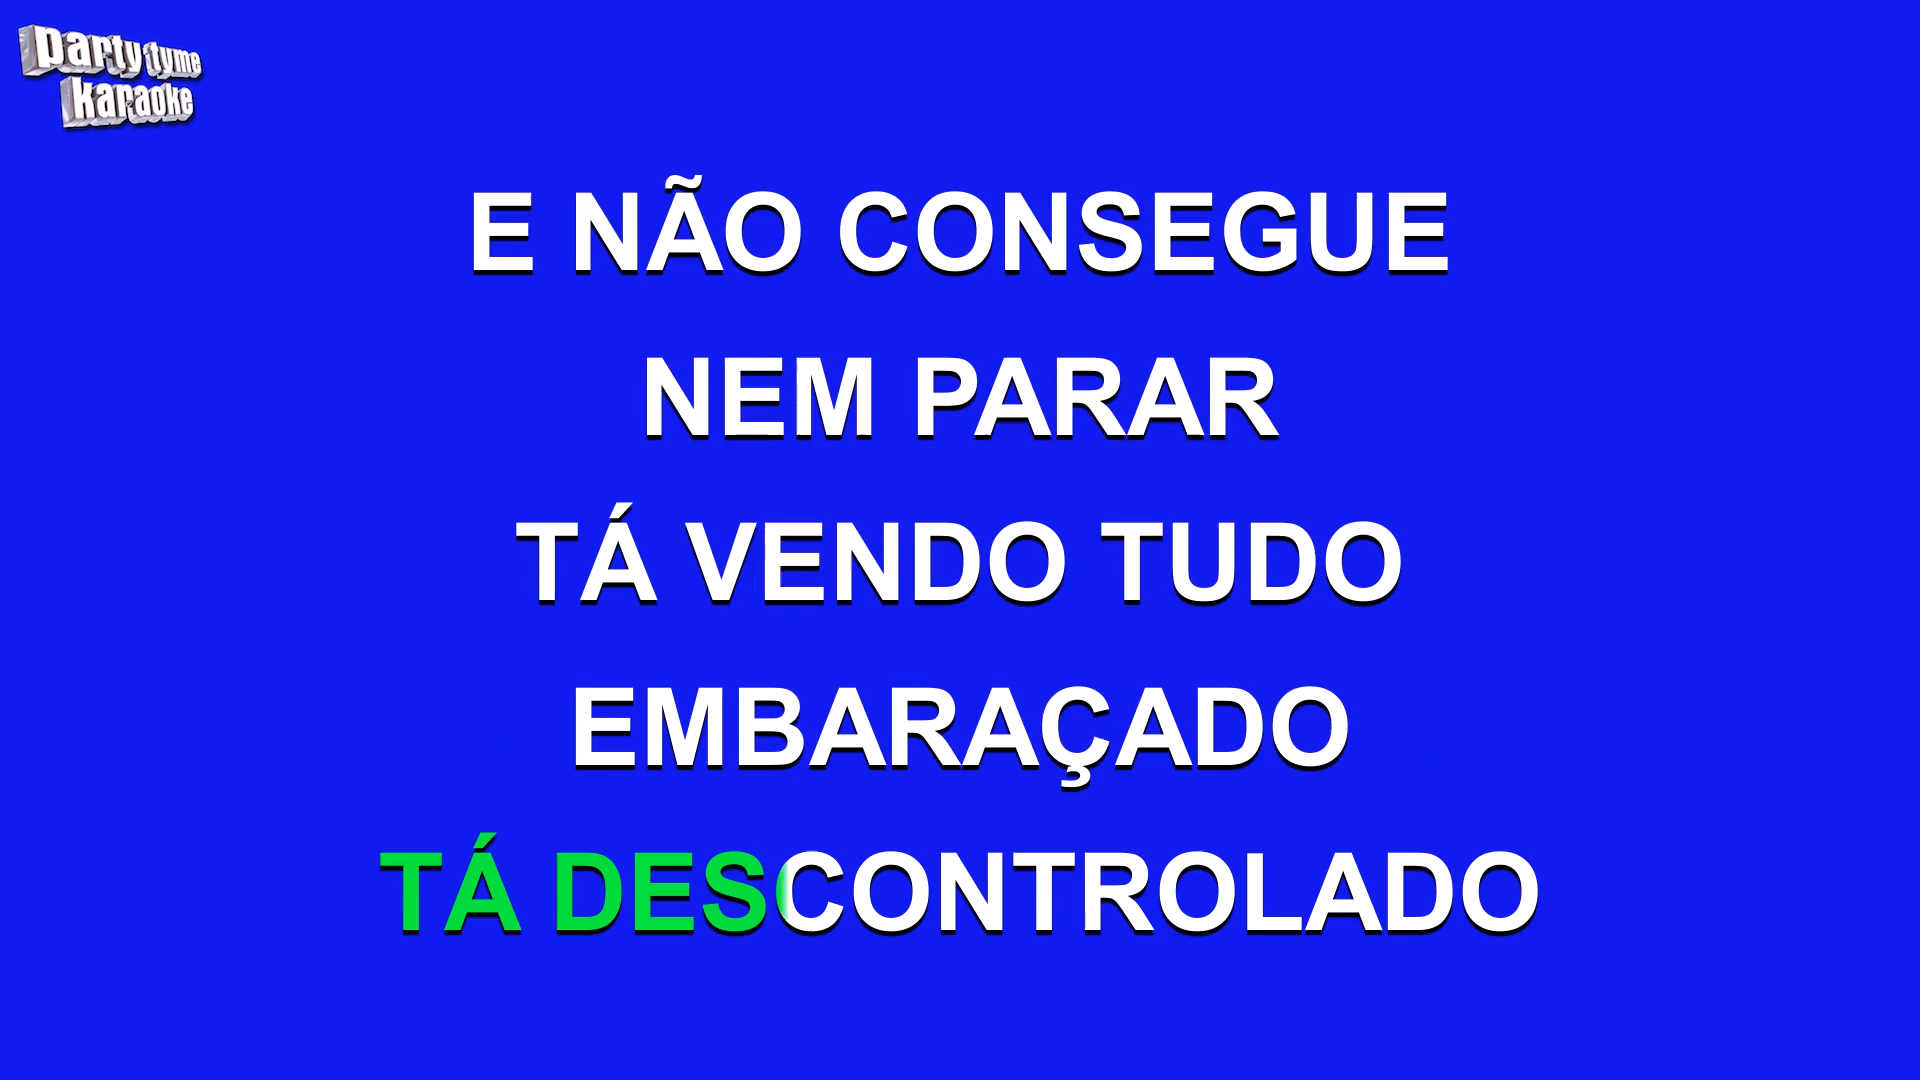 party tyme
karaoke
E NÃO CONSEGUE
NEM PARAR
TÁ VENDO TUDO
EMBARAÇADO
TÁ DESCONTROLADO